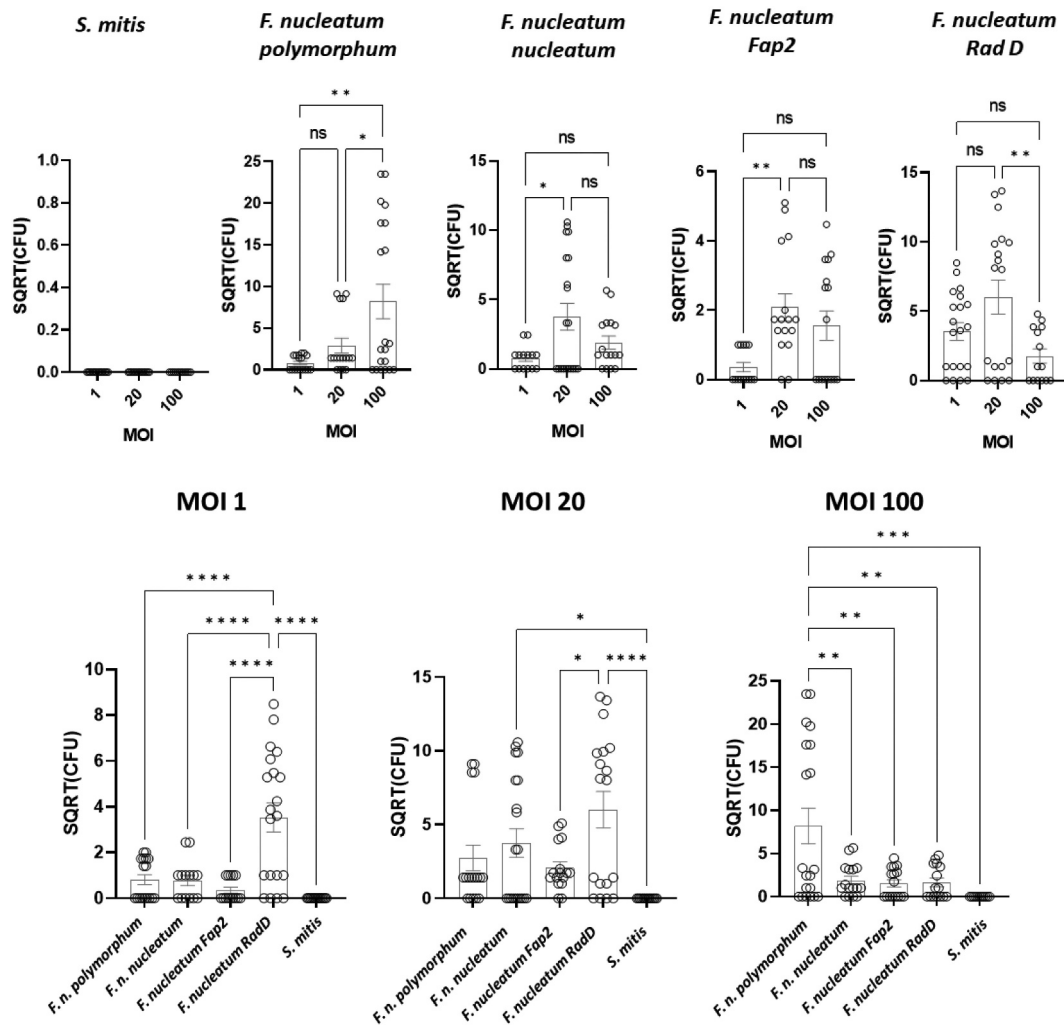 S. mitis
F. nucleatum
polymorphum
F. nucleatum
nucleatum
F. nucleatum
Fap2
F. nucleatum
Rad D
SQRT(CFU)
1.0
0.8
0.6
0.4
0.2
0.0
1
20
100
MOI
* *
ns
*
SQRT(CFU)
25
20
15
10
5
0
1
20
100
MOI
ns
*
ns
SQRT(CFU)
15
10
5
0
1
20
100
MOI
ns
* *
ns
SQRT(CFU)
6
4
2
0
1
20
100
MOI
ns
ns
* *
SQRT(CFU)
15
10
5
0
1
20
100
MOI
MOI 1
* * * *
* * * *
* * * *
* * * *
SQRT(CFU)
10
8
6
4
2
0
F. n. polymorphum
F. n. nucleatum
F. nucleatum Fap2
F. nucleatum RadD
S. mitis
MOI 20
*
*
* * * *
SQRT(CFU)
15
10
5
0
F. n. polymorphum
F. n. nucleatum
F. nucleatum Fap2
F. nucleatum RadD
S. mitis
MOI 100
* * *
* *
* *
* *
SQRT(CFU)
25
20
15
10
5
0
F. n. polymorphum
F. n. nucleatum
F. nucleatum Fap2
F. nucleatum RadD
S. mitis